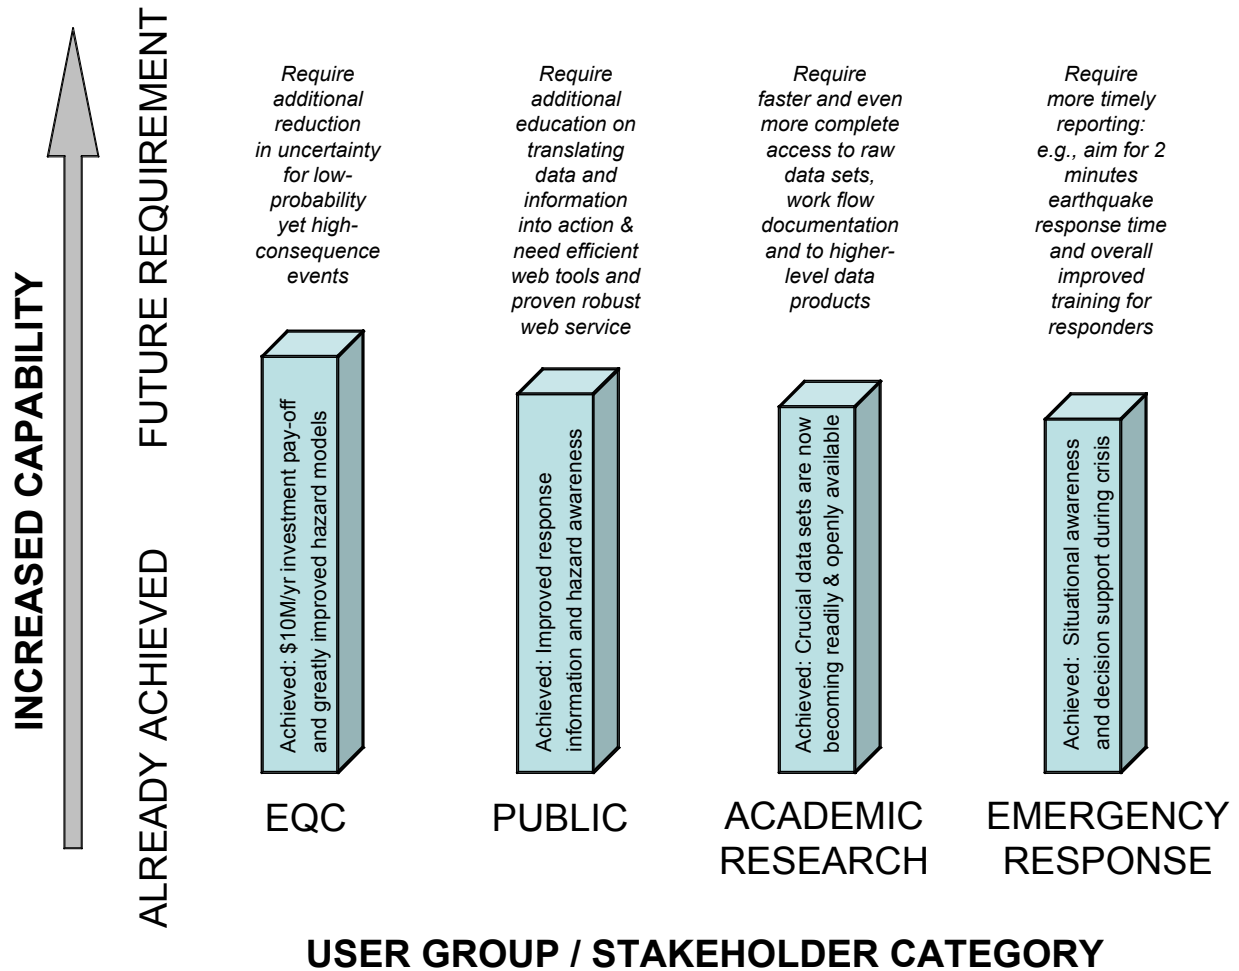 INCREASED CAPABILITY
FUTURE REQUIREMENT
ALREADY ACHIEVED
Require
additional
reduction
in uncertainty
for low-
probability
yet high-
consequence
events
Require
additional
education on
translating
data and
information
into action &
need efficient
web tools and
proven robust
web service
Require
faster and even
more complete
access to raw
data sets,
work flow
documentation
and to higher-
level data
products
Require
more timely
reporting:
e.g., aim for 2
minutes
earthquake
response time
and overall
improved
training for
responders
Achieved: $10M/yr investment pay-off
and greatly improved hazard models
Achieved: Improved response
information and hazard awareness
Achieved: Crucial data sets are now
becoming readily & openly available
Achieved: Situational awareness
and decision support during crisis
EQC
PUBLIC
ACADEMIC
RESEARCH
EMERGENCY
RESPONSE
USER GROUP / STAKEHOLDER CATEGORY